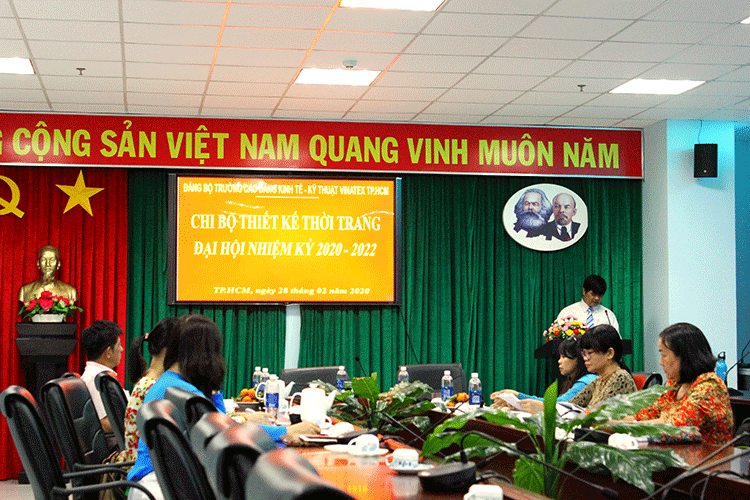 CỘNG SẢN VIỆT NAM QUANG VINH MUÔN NĂM
ĐẢNG BỘ TRƯỜNG CAO ĐẲNG KINH TẾ - KỸ THUẬT VINATEX TP.HCM
CHI BỘ THIẾT KẾ THỜI TRANG
ĐẠI HỘI NHIỆM KỲ 2020 - 2022
TP.HCM, ngày 28 tháng 02 năm 2020